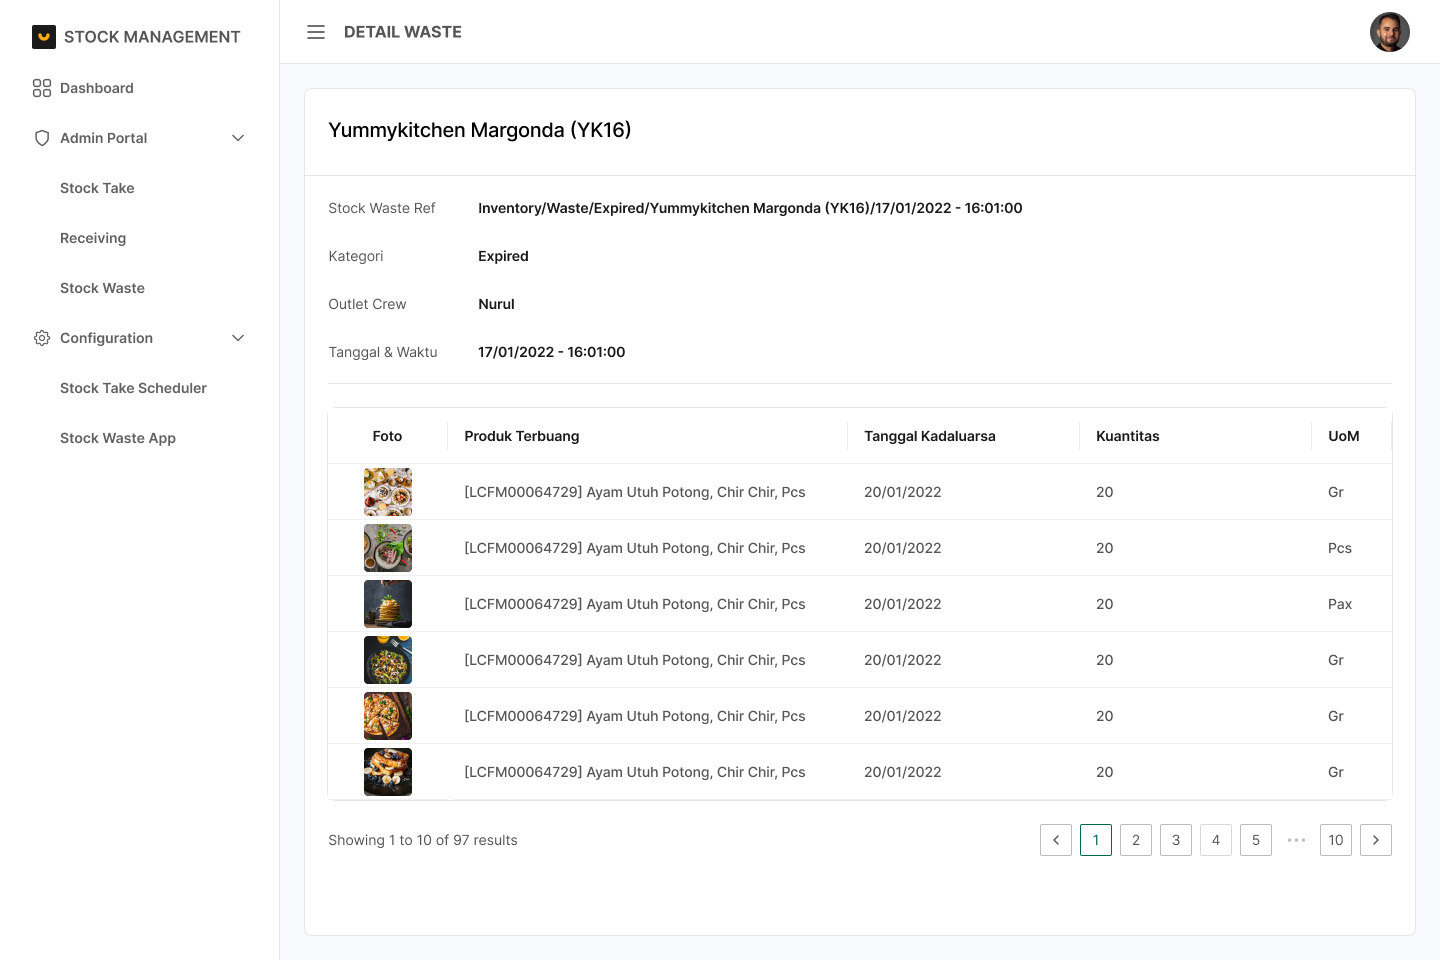 STOCK MANAGEMENT
Dashboard
Admin Portal
Stock Take
Receiving
Stock Waste
Configuration
Stock Take Scheduler
Stock Waste App
DETAIL WASTE
Yummykitchen Margonda (YK16)
Stock Waste Ref Inventory/Waste/Expired/Yummykitchen Margonda (YK16)/17/01/2022 - 16:01:00
Kategori Expired
Outlet Crew Nurul
Tanggal & Waktu 17/01/2022 - 16:01:00
Foto Produk Terbuang Tanggal Kadaluarsa Kuantitas UoM
[LCFM00064729] Ayam Utuh Potong, Chir Chir, Pcs 20/01/2022 20 Gr
[LCFM00064729] Ayam Utuh Potong, Chir Chir, Pcs 20/01/2022 20 Pcs
[LCFM00064729] Ayam Utuh Potong, Chir Chir, Pcs 20/01/2022 20 Pax
[LCFM00064729] Ayam Utuh Potong, Chir Chir, Pcs 20/01/2022 20 Gr
[LCFM00064729] Ayam Utuh Potong, Chir Chir, Pcs 20/01/2022 20 Gr
[LCFM00064729] Ayam Utuh Potong, Chir Chir, Pcs 20/01/2022 20 Gr
Showing 1 to 10 of 97 results 1 2 3 4 5 ••• 10